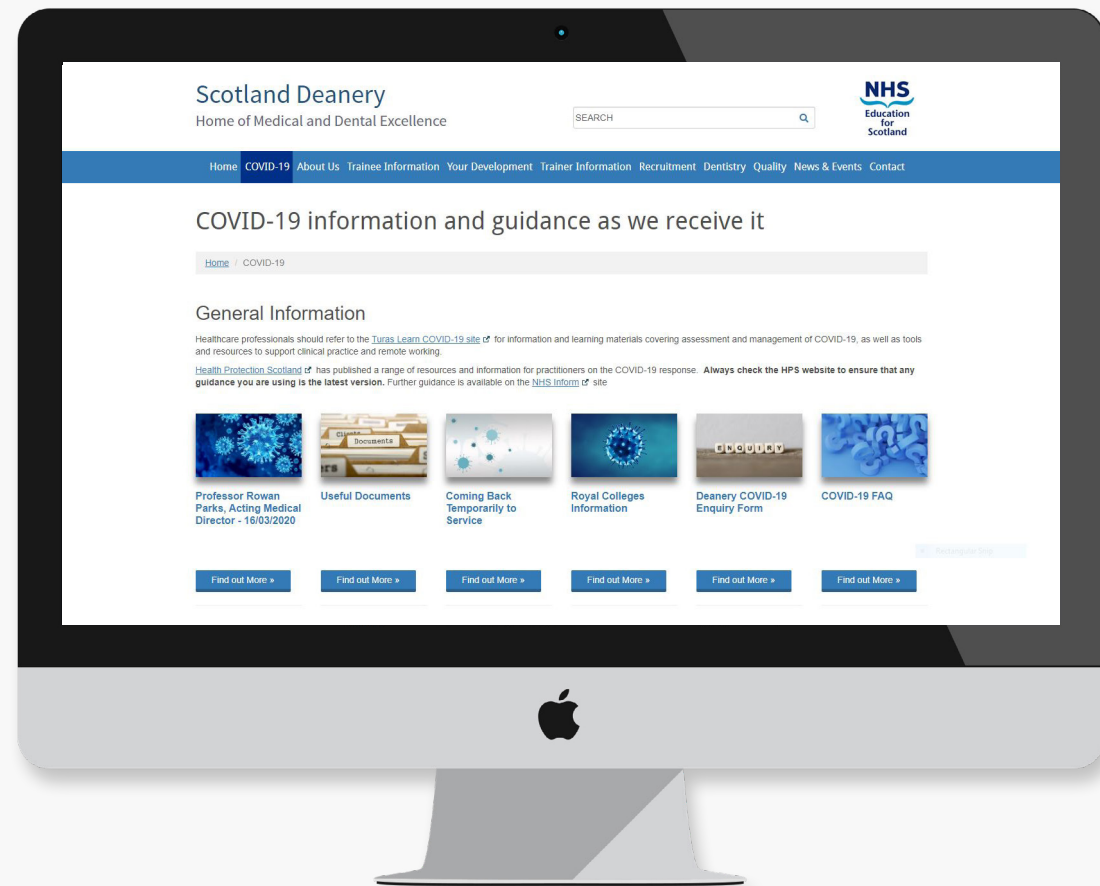 Scotland Deanery
Home of Medical and Dental Excellence
SEARCH
NHS
Education
for
Scotland
Home COVID-19 About Us Trainee Information Your Development Trainer Information Recruitment Dentistry Quality News & Events Contact
COVID-19 information and guidance as we receive it
Home / COVID-19
General Information
Healthcare professionals should refer to the Turas Learn COVID-19 site for information and learning materials covering assessment and management of COVID-19, as well as tools
and resources to support clinical practice and remote working.
Health Protection Scotland has published a range of resources and information for practitioners on the COVID-19 response. Always check the HPS website to ensure that any
guidance you are using is the latest version. Further guidance is available on the NHS Inform site
Clients
Documents
ENQUIRY
Professor Rowan
Parks, Acting Medical
Director - 16/03/2020
Useful Documents
Coming Back
Temporarily to
Service
Royal Colleges
Information
Deanery COVID-19
Enquiry Form
COVID-19 FAQ
Rectangular Snip
Find out More »
Find out More »
Find out More »
Find out More »
Find out More »
Find out More »